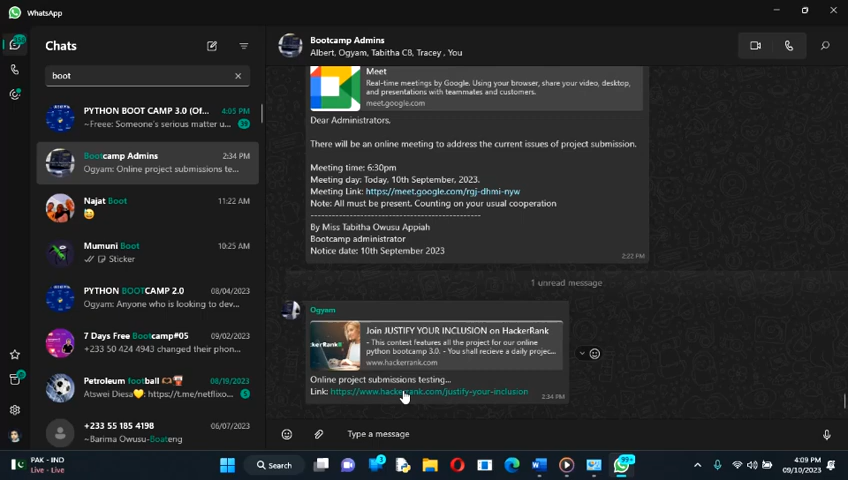 WhatsApp
Chats
boot
PYTHON BOOT CAMP 3.0 (Of... 4:05 PM
~Freee: Someone's serious matter u...
Bootcamp Admins 2:34 PM
Ogyam: Online project submissions te...
Najat Boot 11:22 AM
Mumuni Boot 10:25 AM
Sticker
PYTHON BOOTCAMP 2.0 08/04/2023
Ogyam: Anyone who is looking to dev...
7 Days Free Bootcamp#05 09/02/2023
+233 50 424 4943 changed their phon...
Petroleum football 08/19/2023
Atswei Diesa💛: https://t.me/netflixo... 5
+233 55 185 4198 06/07/2023
~Barima Owusu-Boateng
Bootcamp Admins
Albert, Ogyam, Tabitha CB, Tracey , You
Meet
Real-time meetings by Google. Using your browser, share your video, desktop,
and presentations with teammates and customers.
meet.google.com
Dear Administrators,
There will be an online meeting to address the current issues of project submission.
Meeting time: 6:30pm
Meeting day: Today, 10th September, 2023.
Meeting Link: https://meet.google.com/rgj-dhmi-nyw
Note: All must be present. Counting on your usual cooperation
------------------------------------------------
By Miss Tabitha Owusu Appiah
Bootcamp administrator
Notice date: 10th September 2023
2:22 PM
1 unread message
Ogyam
Join JUSTIFY YOUR INCLUSION on HackerRank
- This contest features all the project for our online
python bootcamp 3.0. - You shall recieve a daily projec...
www.hackerrank.com
Online project submissions testing...
Link: https://www.hackerrank.com/justify-your-inclusion
2:34 PM
Type a message
PAK - IND
Live - Live
Search
3
99+
4:09 PM
09/10/2023